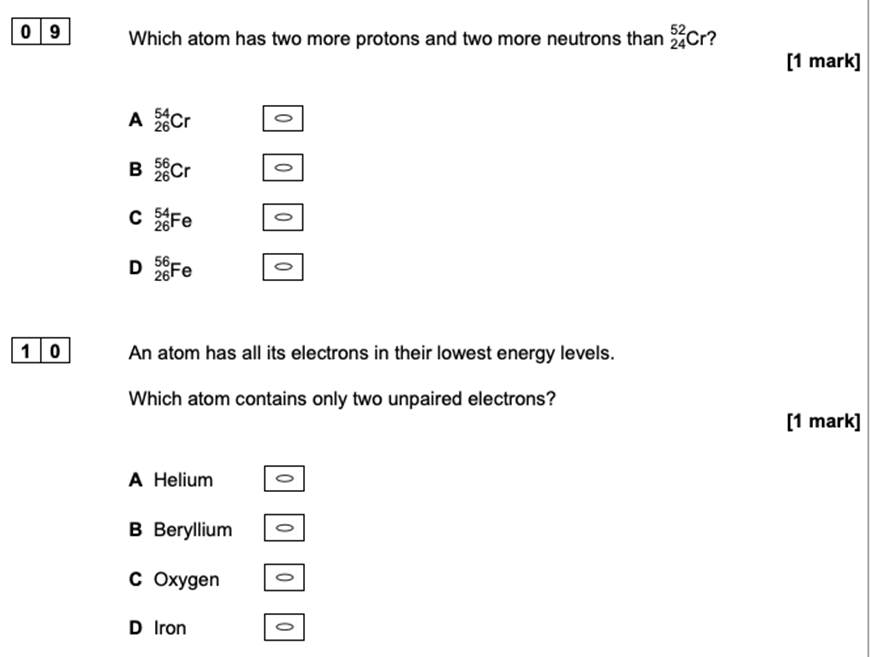 0 9 Which atom has two more protons and two more neutrons than ⁵²₂₄Cr?
[1 mark]
A ⁵⁴₂₆Cr
B ⁵⁶₂₆Cr
C ⁵⁴₂₆Fe
D ⁵⁶₂₆Fe
1 0 An atom has all its electrons in their lowest energy levels.
Which atom contains only two unpaired electrons?
[1 mark]
A Helium
B Beryllium
C Oxygen
D Iron